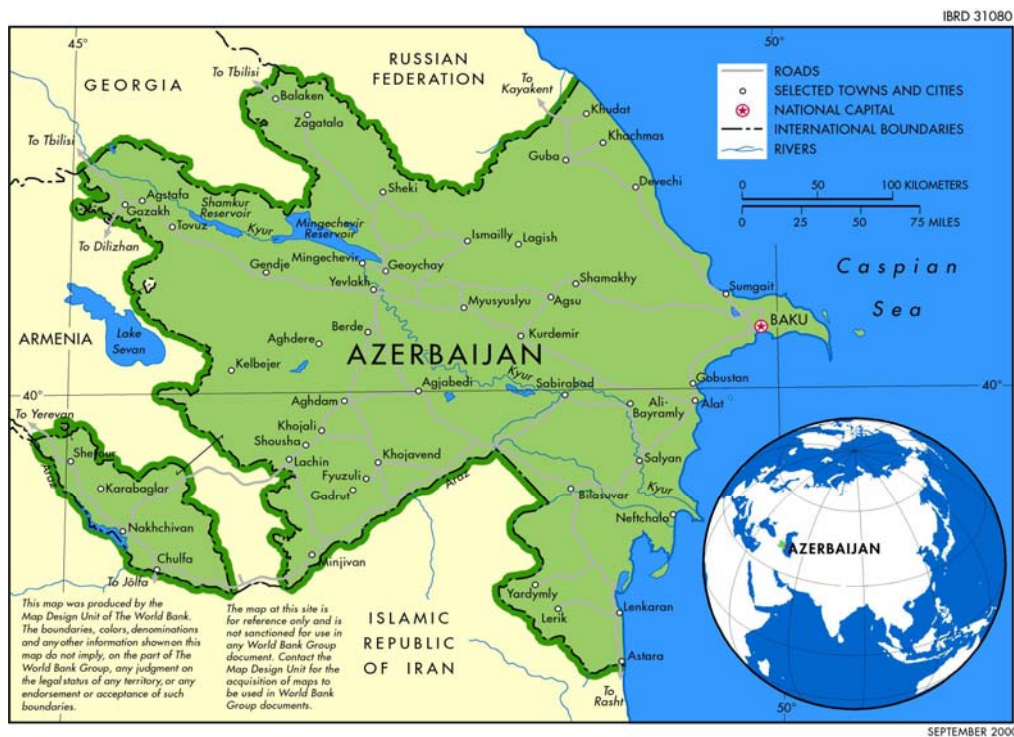 IBRD 31080
45°
50°
GEORGIA
RUSSIAN
FEDERATION
To Tbilisi
To
Kayakent
To Tbilisi
Balaken
Zagatala
Khudat
Khachmas
Guba
Devechi
ROADS
SELECTED TOWNS AND CITIES
NATIONAL CAPITAL
INTERNATIONAL BOUNDARIES
RIVERS
0 50 100 KILOMETERS
0 25 50 75 MILES
Agstafa
Gazakh
Tovuz
To Dilizhan
Shamkur
Reservoir
Kyur
Mingechevir
Reservoir
Sheki
Ismailly
Lagish
Gendje
Mingechevir
Geoychay
Yevlakh
Shamakhy
Agsu
Myusyuslyu
Sumgait
BAKU
Caspian
Sea
ARMENIA
Lake
Sevan
Berde
Aghdere
Kurdemir
AZERBAIJAN
Kelbejer
Kyur
Agjabedi
Sabirabad
Gobustan
40°
40°
Aghdam
Ali-
Bayramly
Alat
To Yerevan
Khojali
Shousha
Lachin
Khojavend
Fyuzuli
Gadrut
Araz
Salyan
Kyur
Bilasuvar
Neftchala
Araz
Karabaglar
Nakhchivan
Chulfa
To Jölfa
Minjivan
Yardymly
Lerik
Lenkaran
Astara
To
Rasht
ISLAMIC
REPUBLIC
OF IRAN
AZERBAIJAN
This map was produced by the
Map Design Unit of The World Bank.
The boundaries, colors, denominations
and any other information shown on this
map do not imply, on the part of The
World Bank Group, any judgment on
the legal status of any territory, or any
endorsement or acceptance of such
boundaries.
The map at this site is
for reference only and is
not sanctioned for use in
any World Bank Group
document. Contact the
Map Design Unit for the
acquisition of maps to
be used in World Bank
Group documents.
50°
SEPTEMBER